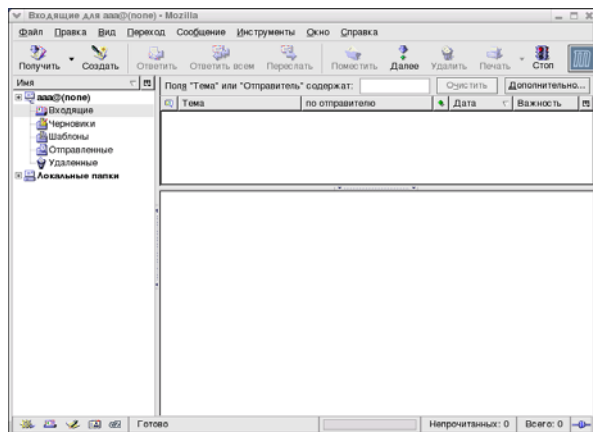 Входящие для aaa@(none) - Mozilla
Файл Правка Вид Переход Сообщение Инструменты Окно Справка
Получить Создать Ответить Ответить всем Переслать Поместить Далее Удалить Печать Стоп
Имя
Поля "Тема" или "Отправитель" содержат: Очистить Дополнительно...
aaa@(none)
Тема по отправителю Дата Важность
Входящие
Черновики
Шаблоны
Отправленные
Удаленные
Локальные папки
Готово Непрочитанных: 0 Всего: 0